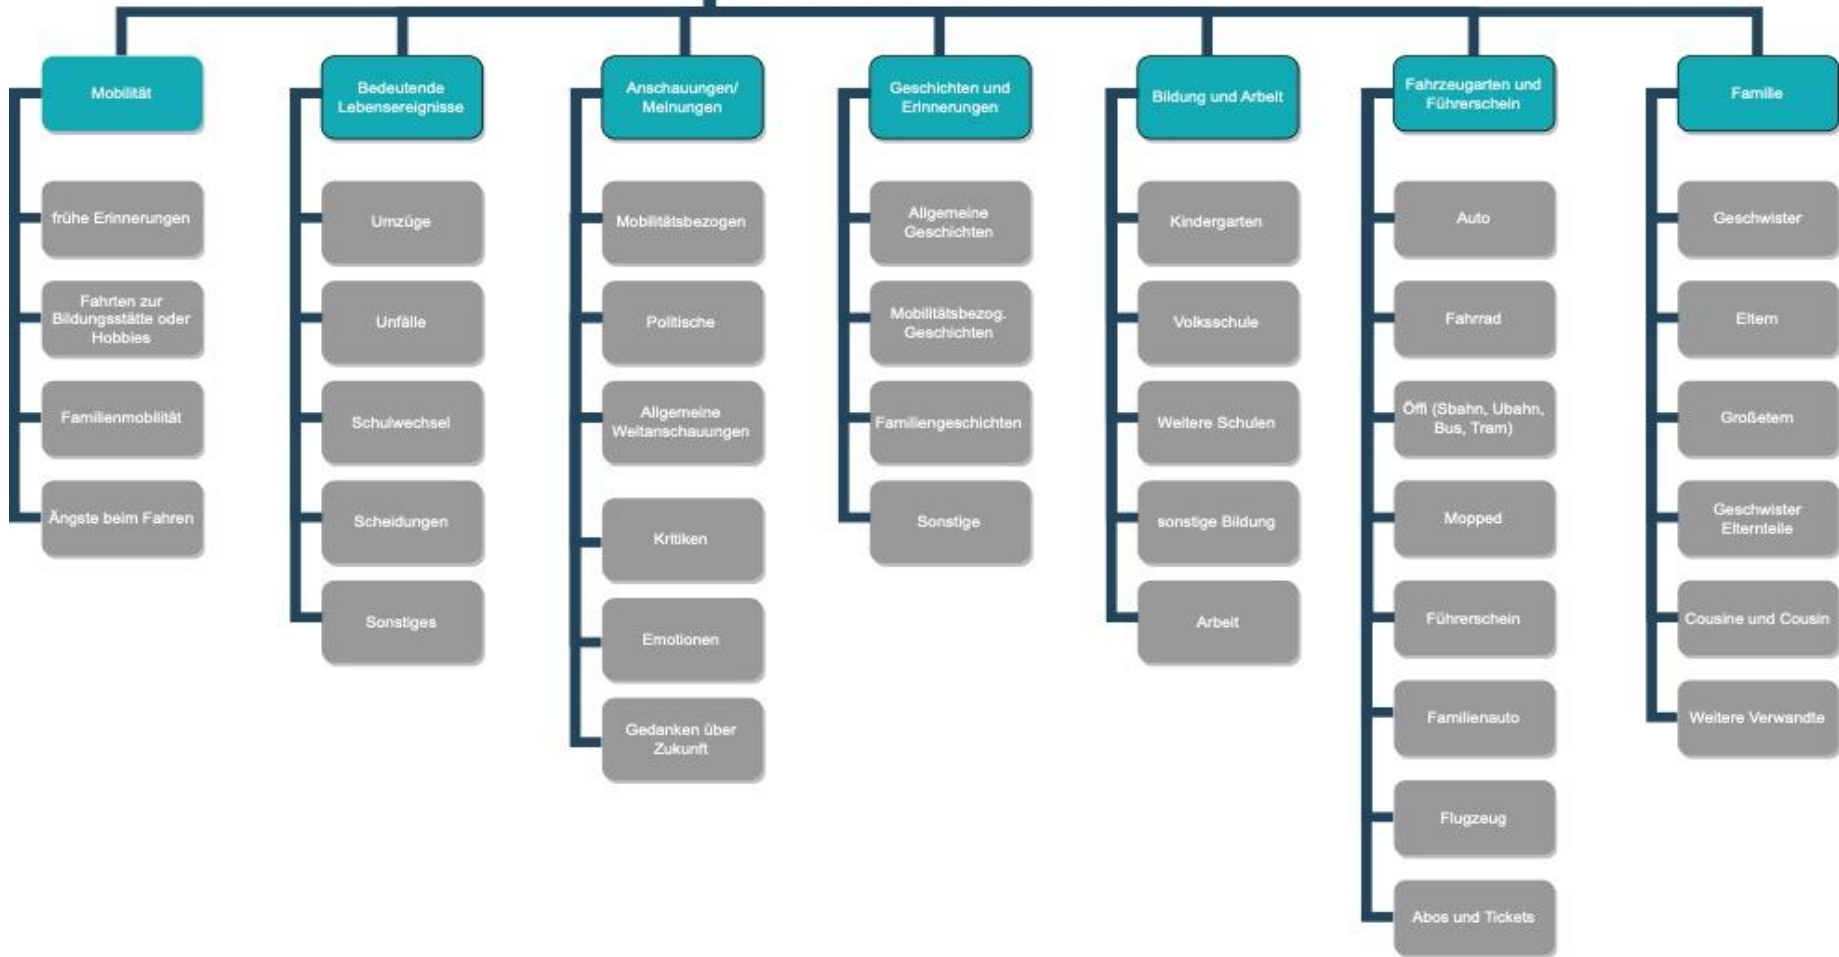 Mobilität
frühe Erinnerungen
Fahrten zur
Bildungsstätte oder
Hobbies
Familienmobilität
Ängste beim Fahren
Bedeutende
Lebensereignisse
Umzüge
Unfälle
Schulwechsel
Scheidungen
Sonstiges
Anschauungen/
Meinungen
Mobilitätsbezogen
Politische
Allgemeine
Weltanschauungen
Kritiken
Emotionen
Gedanken über
Zukunft
Geschichten und
Erinnerungen
Allgemeine
Geschichten
Mobilitätsbezog.
Geschichten
Familiengeschichten
Sonstige
Bildung und Arbeit
Kindergarten
Volksschule
Weitere Schulen
sonstige Bildung
Arbeit
Fahrzeugarten und
Führerschein
Auto
Fahrrad
Öffi (Sbahn, Ubahn,
Bus, Tram)
Mopped
Führerschein
Familienauto
Flugzeug
Abos und Tickets
Familie
Geschwister
Eltern
Großetern
Geschwister
Elternteile
Cousine und Cousin
Weitere Verwandte